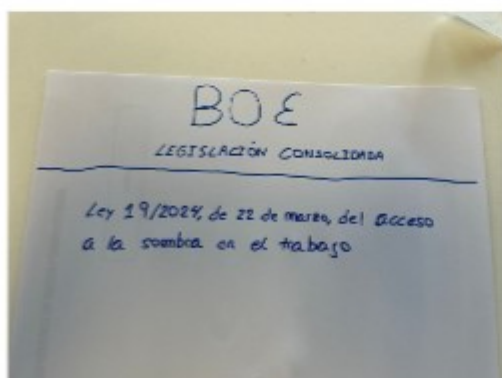 BOE
LEGISLACIÓN CONSOLIDADA
Ley 19/2024, de 22 de marzo, del acceso
a la sombra en el trabajo